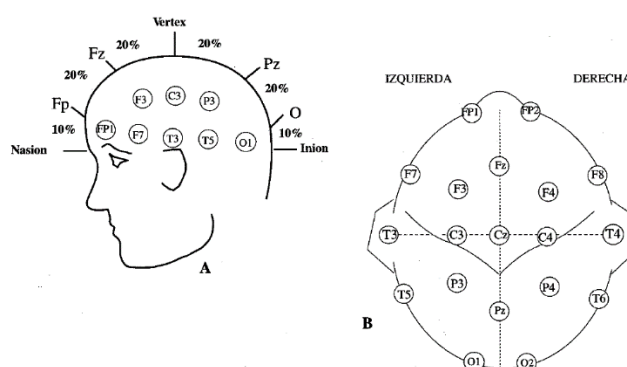 Vertex
20% 20%
Fz Pz
20% 20%
Fp O
F3 C3 P3
10% 10%
FP1 F7 T3 T5 O1
Nasion Inion
A
IZQUIERDA DERECHA
FP1 FP2
Fz
F7 F8
F3 F4
T3 C3 Cz C4 T4
P3 P4
T5 T6
Pz
B
O1 O2